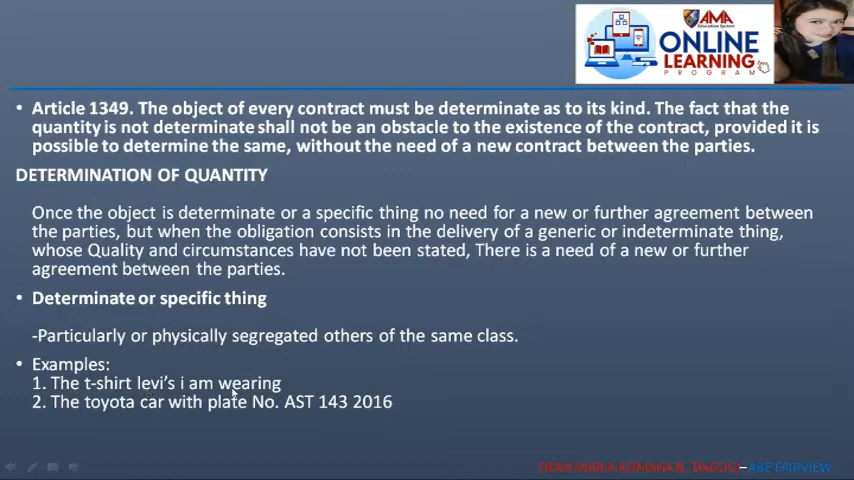 AMA
Education System
ONLINE
LEARNING
PROGRAM
• Article 1349. The object of every contract must be determinate as to its kind. The fact that the
quantity is not determinate shall not be an obstacle to the existence of the contract, provided it is
possible to determine the same, without the need of a new contract between the parties.
DETERMINATION OF QUANTITY
Once the object is determinate or a specific thing no need for a new or further agreement between
the parties, but when the obligation consists in the delivery of a generic or indeterminate thing,
whose Quality and circumstances have not been stated, There is a need of a new or further
agreement between the parties.
• Determinate or specific thing
-Particularly or physically segregated others of the same class.
• Examples:
1. The t-shirt levi's i am wearing
2. The toyota car with plate No. AST 143 2016
DEAN MARIA ROMANA N. DAGUIO–ABE FAIRVIEW